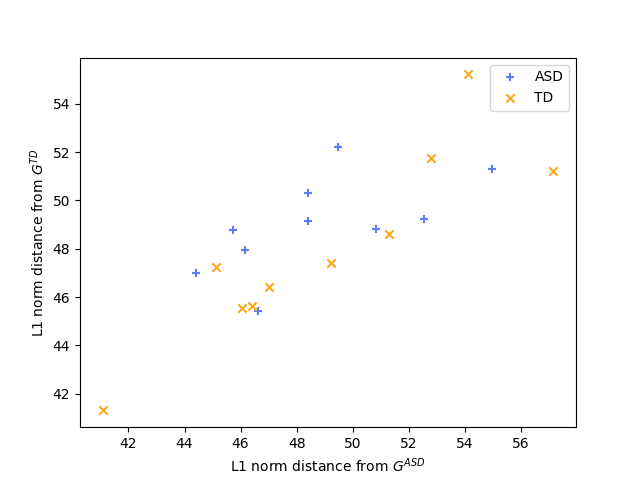 54
52
50
48
46
44
42
L1 norm distance from G^{TD}
ASD
TD
42 44 46 48 50 52 54 56
L1 norm distance from G^{ASD}